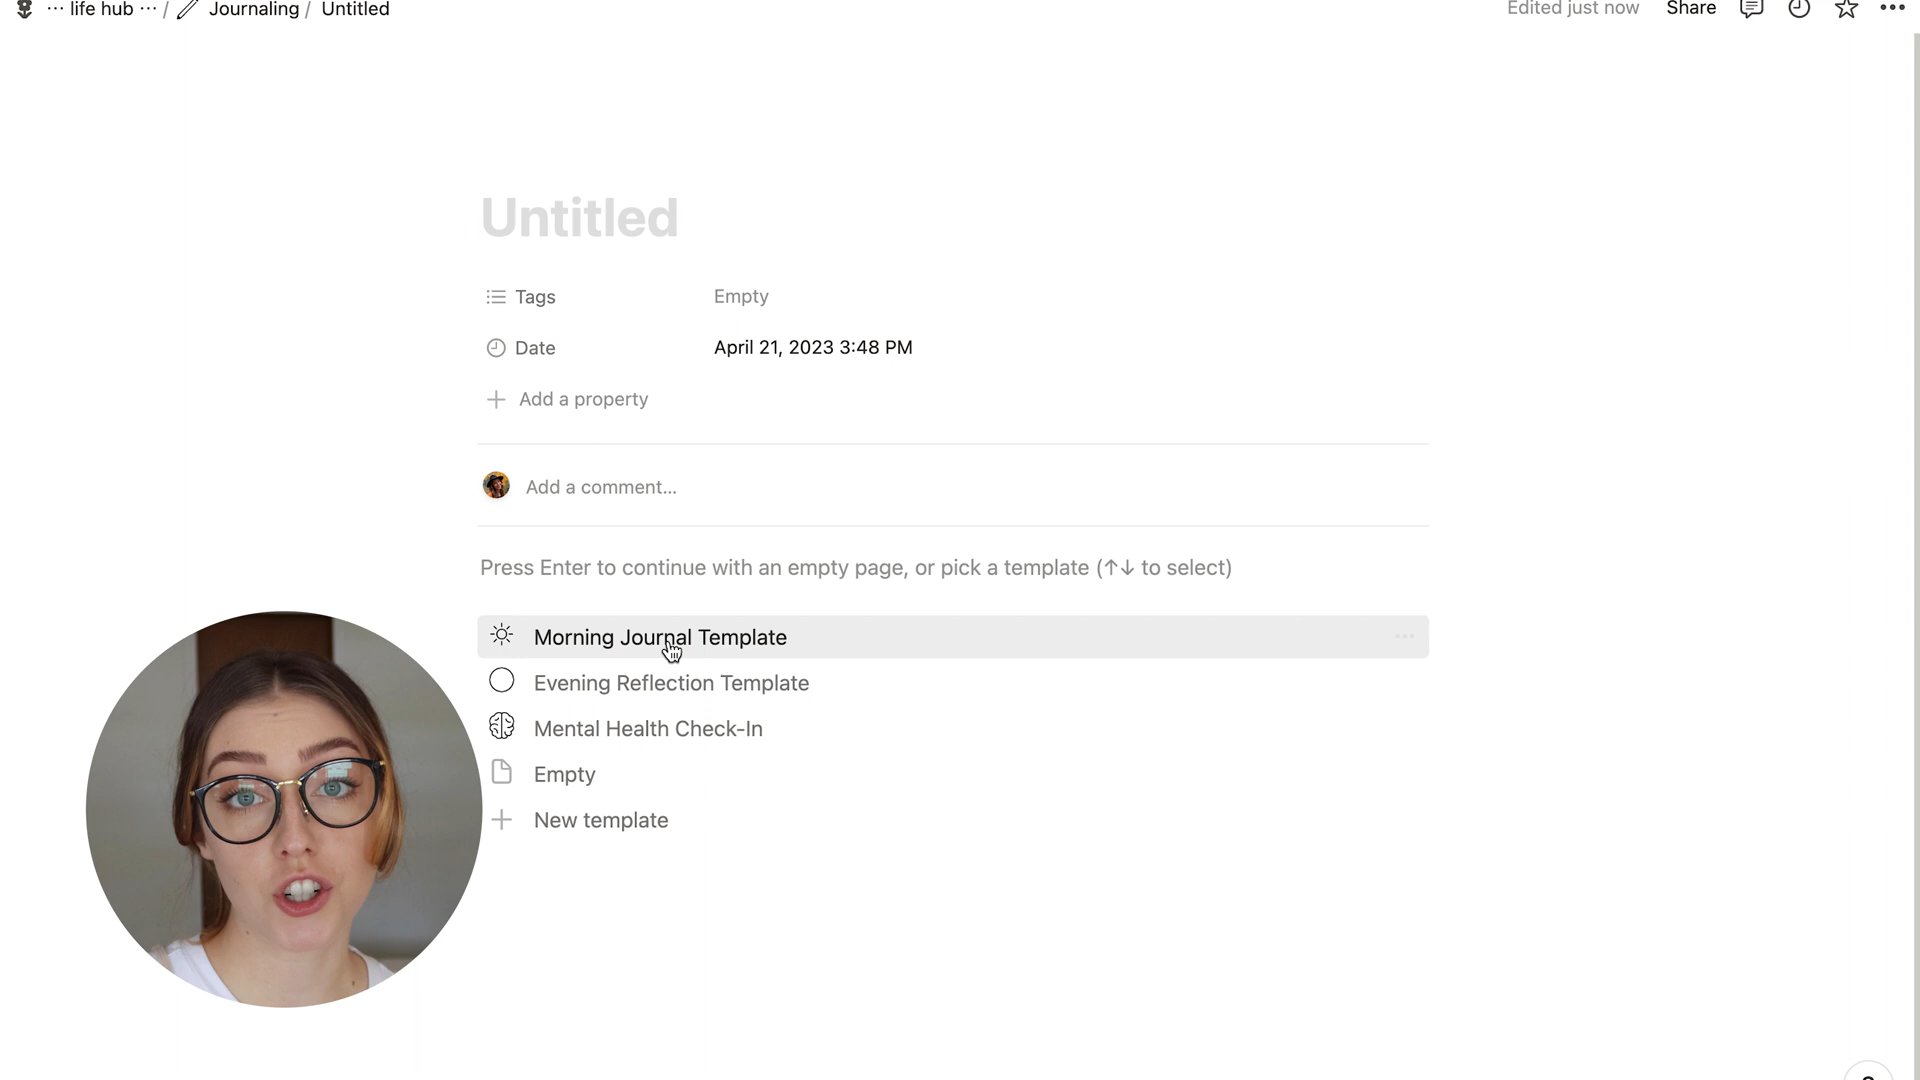 ··· life hub ··· / Journaling / Untitled
Edited just now Share
Untitled
Tags Empty
Date April 21, 2023 3:48 PM
Add a property
Add a comment...
Press Enter to continue with an empty page, or pick a template (↑↓ to select)
Morning Journal Template
Evening Reflection Template
Mental Health Check-In
Empty
New template